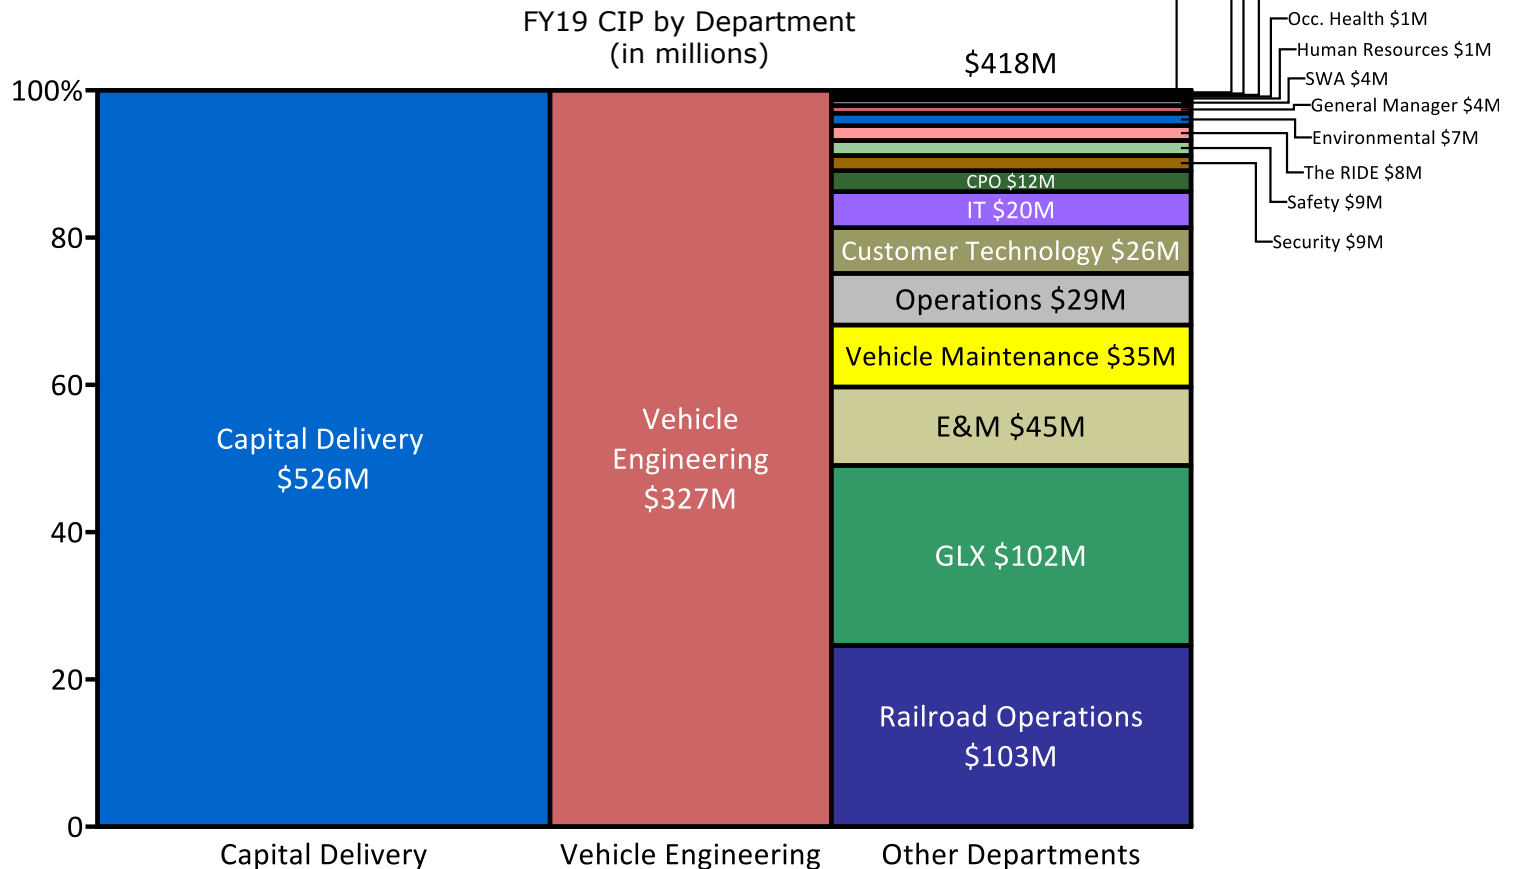 FY19 CIP by Department
(in millions)
$418M
Occ. Health $1M
Human Resources $1M
SWA $4M
General Manager $4M
Environmental $7M
The RIDE $8M
Safety $9M
Security $9M
100%
80
60
40
20
0
Capital Delivery
$526M
Vehicle
Engineering
$327M
CPO $12M
IT $20M
Customer Technology $26M
Operations $29M
Vehicle Maintenance $35M
E&M $45M
GLX $102M
Railroad Operations
$103M
Capital Delivery
Vehicle Engineering
Other Departments